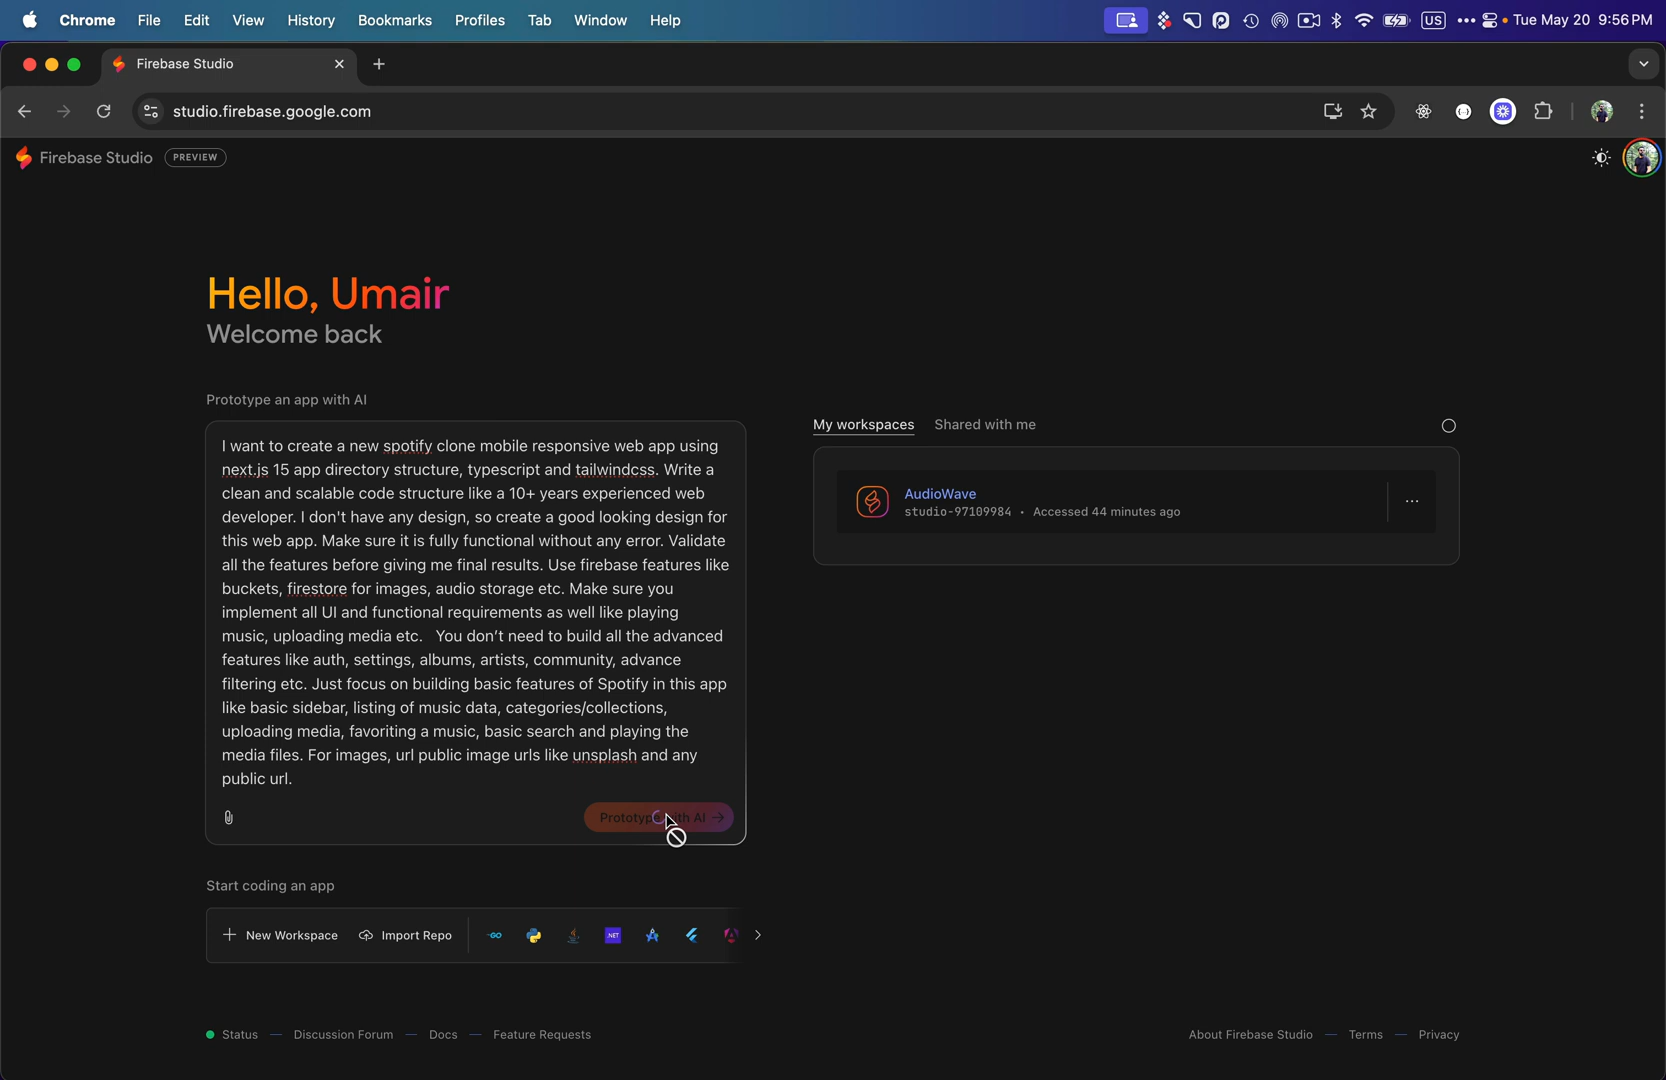 Chrome File Edit View History Bookmarks Profiles Tab Window Help US Tue May 20 9:56 PM
Firebase Studio
studio.firebase.google.com
Firebase Studio PREVIEW
Hello, Umair
Welcome back
Prototype an app with AI
I want to create a new spotify clone mobile responsive web app using
next.js 15 app directory structure, typescript and tailwindcss. Write a
clean and scalable code structure like a 10+ years experienced web
developer. I don't have any design, so create a good looking design for
this web app. Make sure it is fully functional without any error. Validate
all the features before giving me final results. Use firebase features like
buckets, firestore for images, audio storage etc. Make sure you
implement all UI and functional requirements as well like playing
music, uploading media etc.   You don't need to build all the advanced
features like auth, settings, albums, artists, community, advance
filtering etc. Just focus on building basic features of Spotify in this app
like basic sidebar, listing of music data, categories/collections,
uploading media, favoriting a music, basic search and playing the
media files. For images, url public image urls like unsplash and any
public url.
Prototype with AI
My workspaces Shared with me
AudioWave
studio-97109984 • Accessed 44 minutes ago
Start coding an app
New Workspace Import Repo GO .NET
Status — Discussion Forum — Docs — Feature Requests
About Firebase Studio — Terms — Privacy